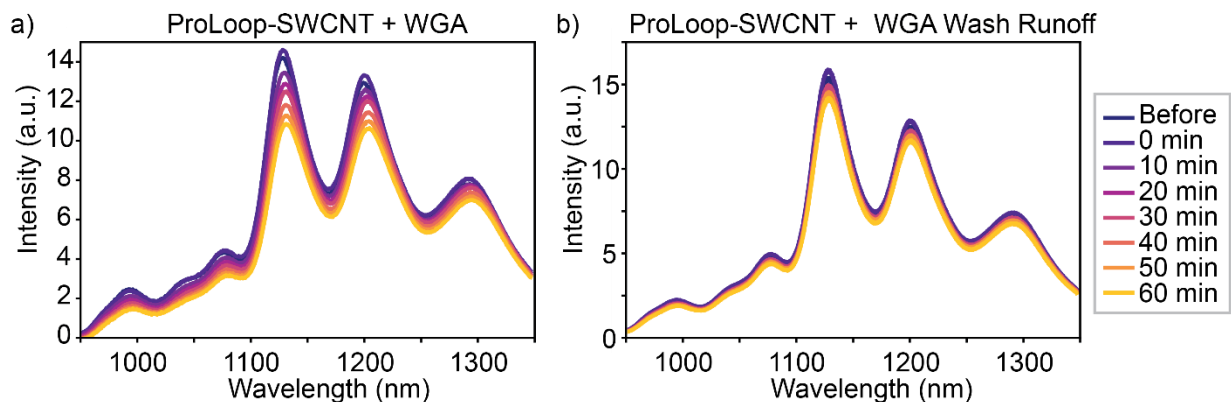 a) ProLoop-SWCNT + WGA
14
12
10
8
6
4
2
0
Intensity (a.u.)
1000 1100 1200 1300
Wavelength (nm)
b) ProLoop-SWCNT + WGA Wash Runoff
15
10
5
0
Intensity (a.u.)
1000 1100 1200 1300
Wavelength (nm)
Before
0 min
10 min
20 min
30 min
40 min
50 min
60 min